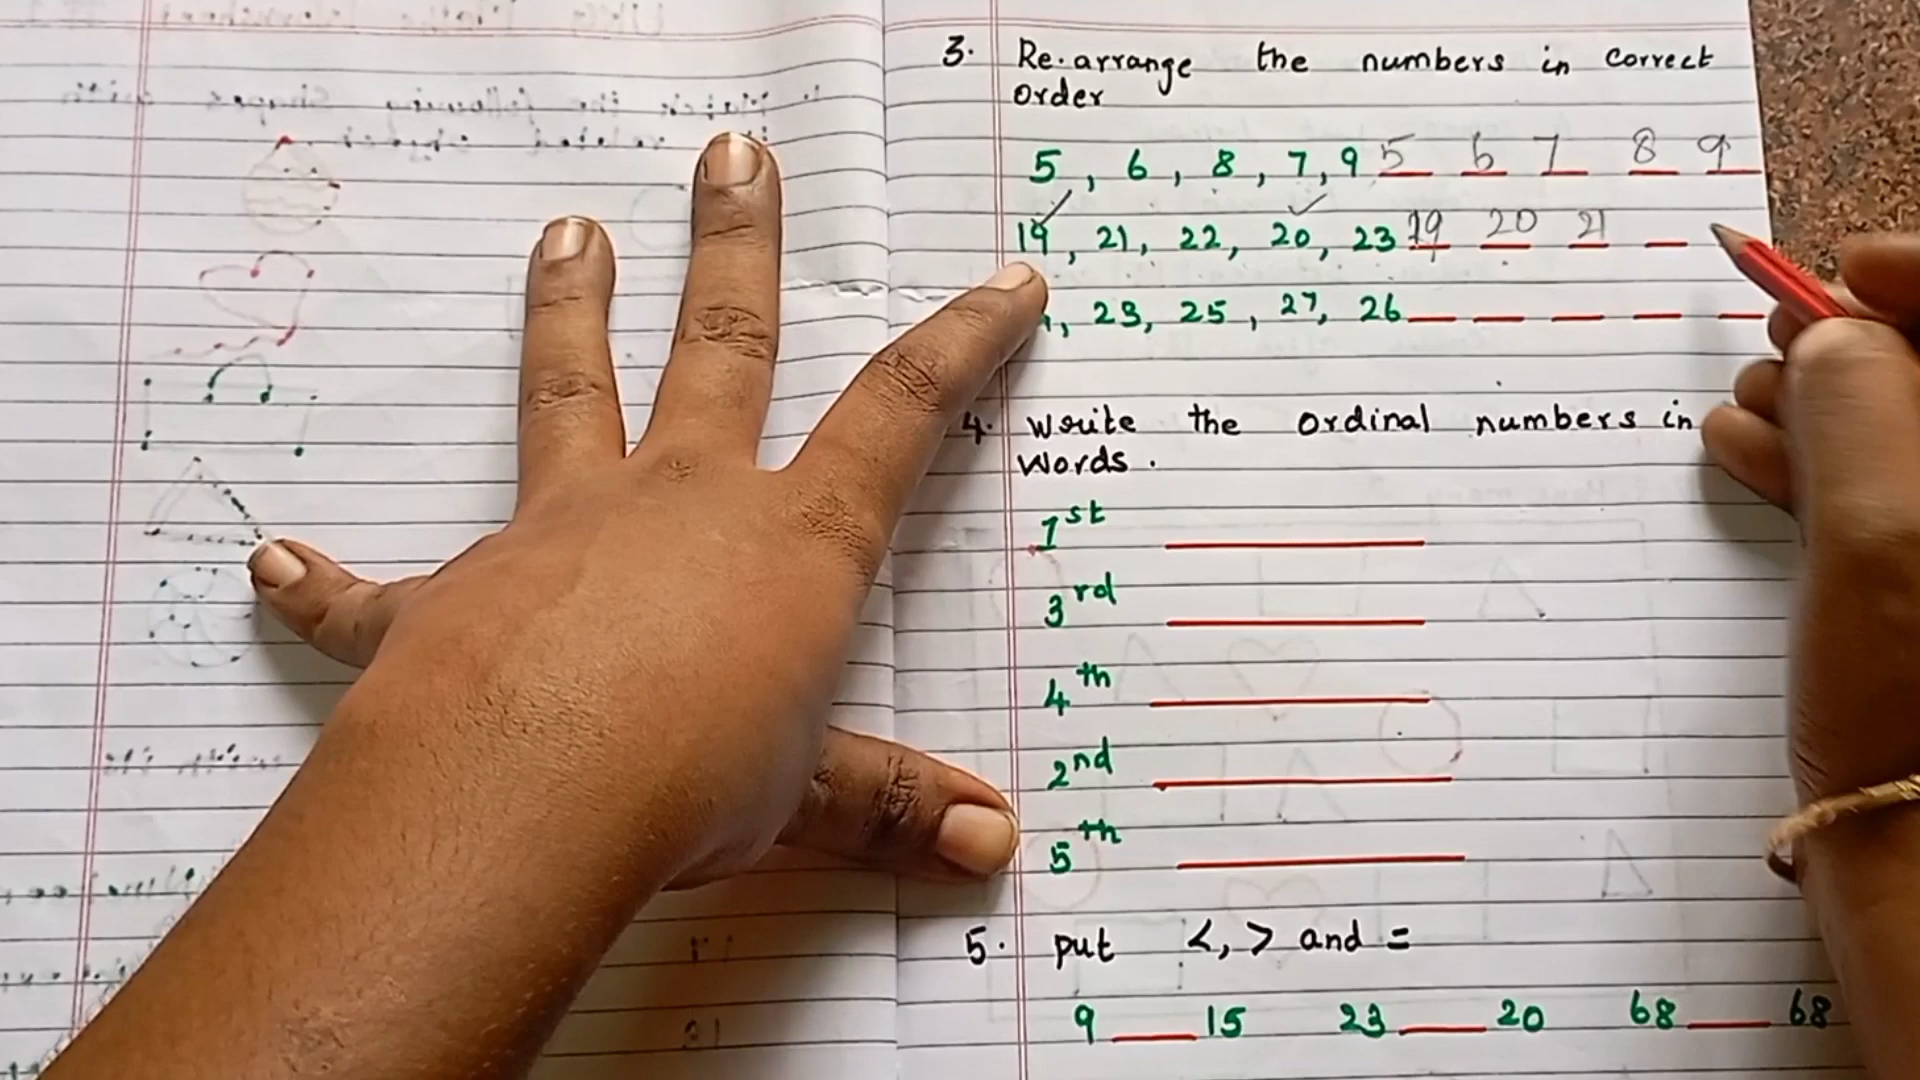 3. Re.arrange the numbers in correct
order
5, 6, 8, 7, 9 5 6 7 8 9
19, 21, 22, 20, 23 19 20 21
, 23, 25, 27, 26
4. Write the ordinal numbers in
Words.
1st
3rd
4th
2nd
5th
5. put <, > and =
9 15 23 20 68 68